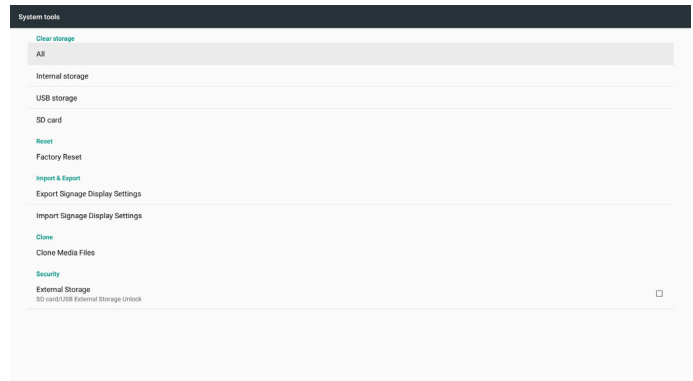 System tools
Clear storage
All
Internal storage
USB storage
SD card
Reset
Factory Reset
Import & Export
Export Signage Display Settings
Import Signage Display Settings
Clone
Clone Media Files
Security
External Storage
SD card/USB External Storage Unlock